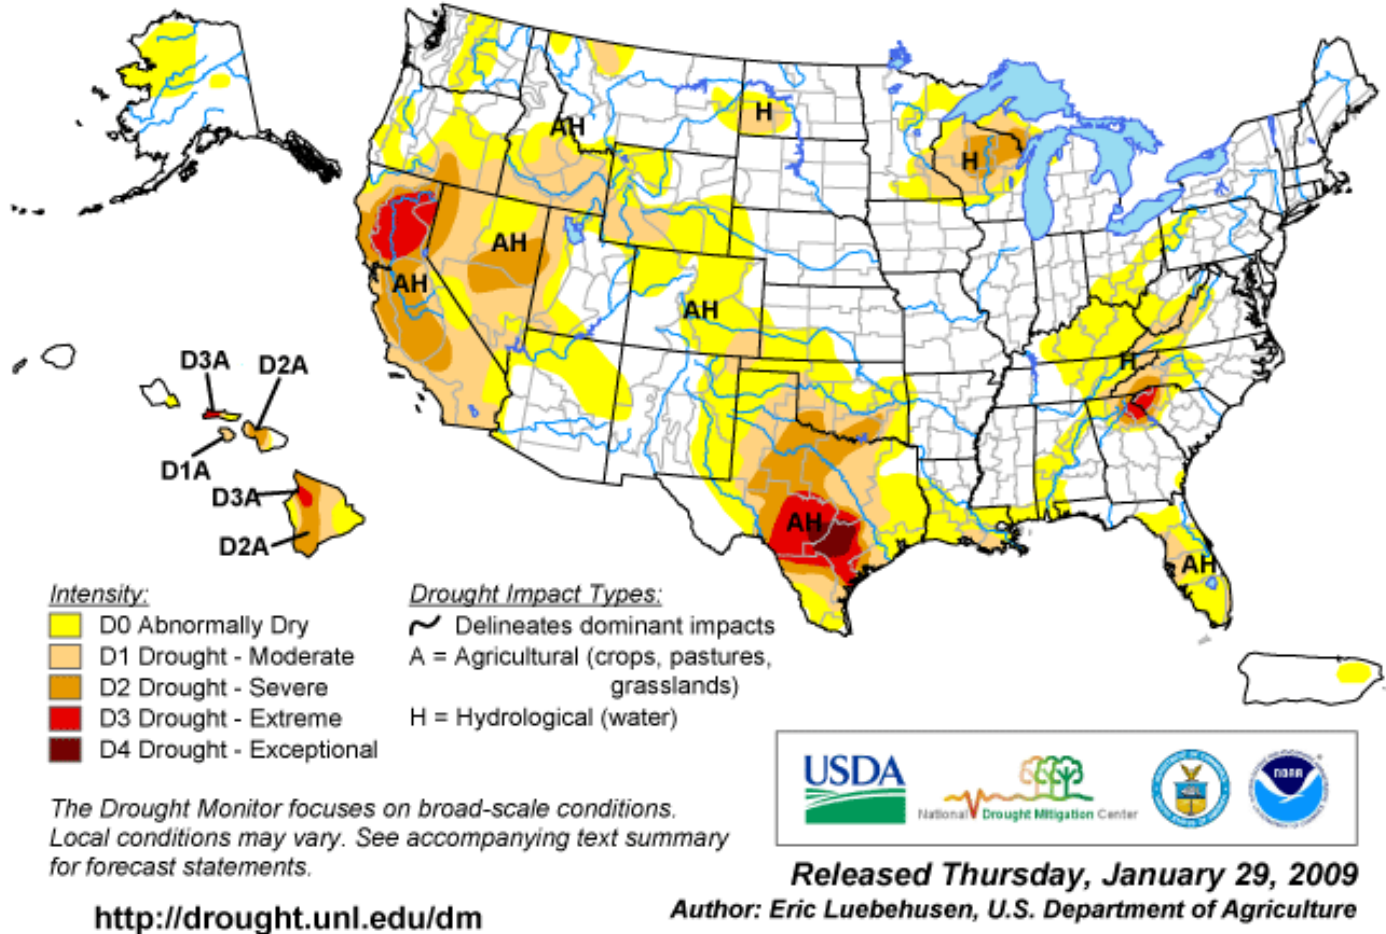 AH
H
H
AH
AH
AH
H
AH
AH
D3A
D2A
D1A
D3A
D2A
Intensity:
D0 Abnormally Dry
D1 Drought - Moderate
D2 Drought - Severe
D3 Drought - Extreme
D4 Drought - Exceptional
Drought Impact Types:
Delineates dominant impacts
A = Agricultural (crops, pastures,
grasslands)
H = Hydrological (water)
The Drought Monitor focuses on broad-scale conditions.
Local conditions may vary. See accompanying text summary
for forecast statements.
http://drought.unl.edu/dm
USDA
National Drought Mitigation Center
NOAA
Released Thursday, January 29, 2009
Author: Eric Luebehusen, U.S. Department of Agriculture